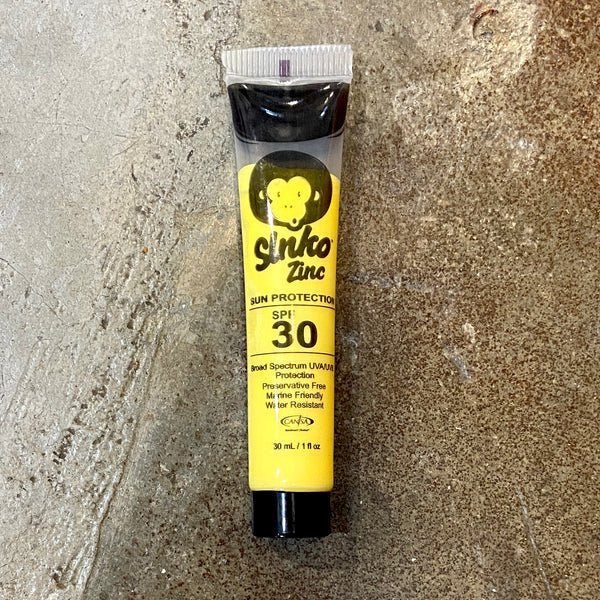 Sinko
Zinc
SUN PROTECTION
SPF
30
Broad Spectrum UVA/UVB
Protection
Preservative Free
Marine Friendly
Water Resistant
CANSA
30 mL / 1 fl oz